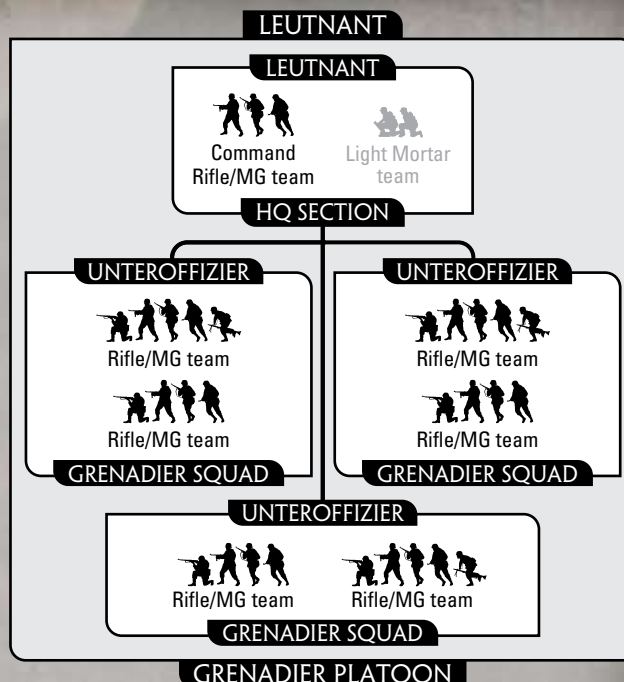 LEUTNANT
LEUTNANT
Command
Rifle/MG team
Light Mortar
team
HQ SECTION
UNTEROFFIZIER
Rifle/MG team
Rifle/MG team
GRENADIER SQUAD
UNTEROFFIZIER
Rifle/MG team
Rifle/MG team
GRENADIER SQUAD
UNTEROFFIZIER
Rifle/MG team
Rifle/MG team
GRENADIER SQUAD
GRENADIER PLATOON